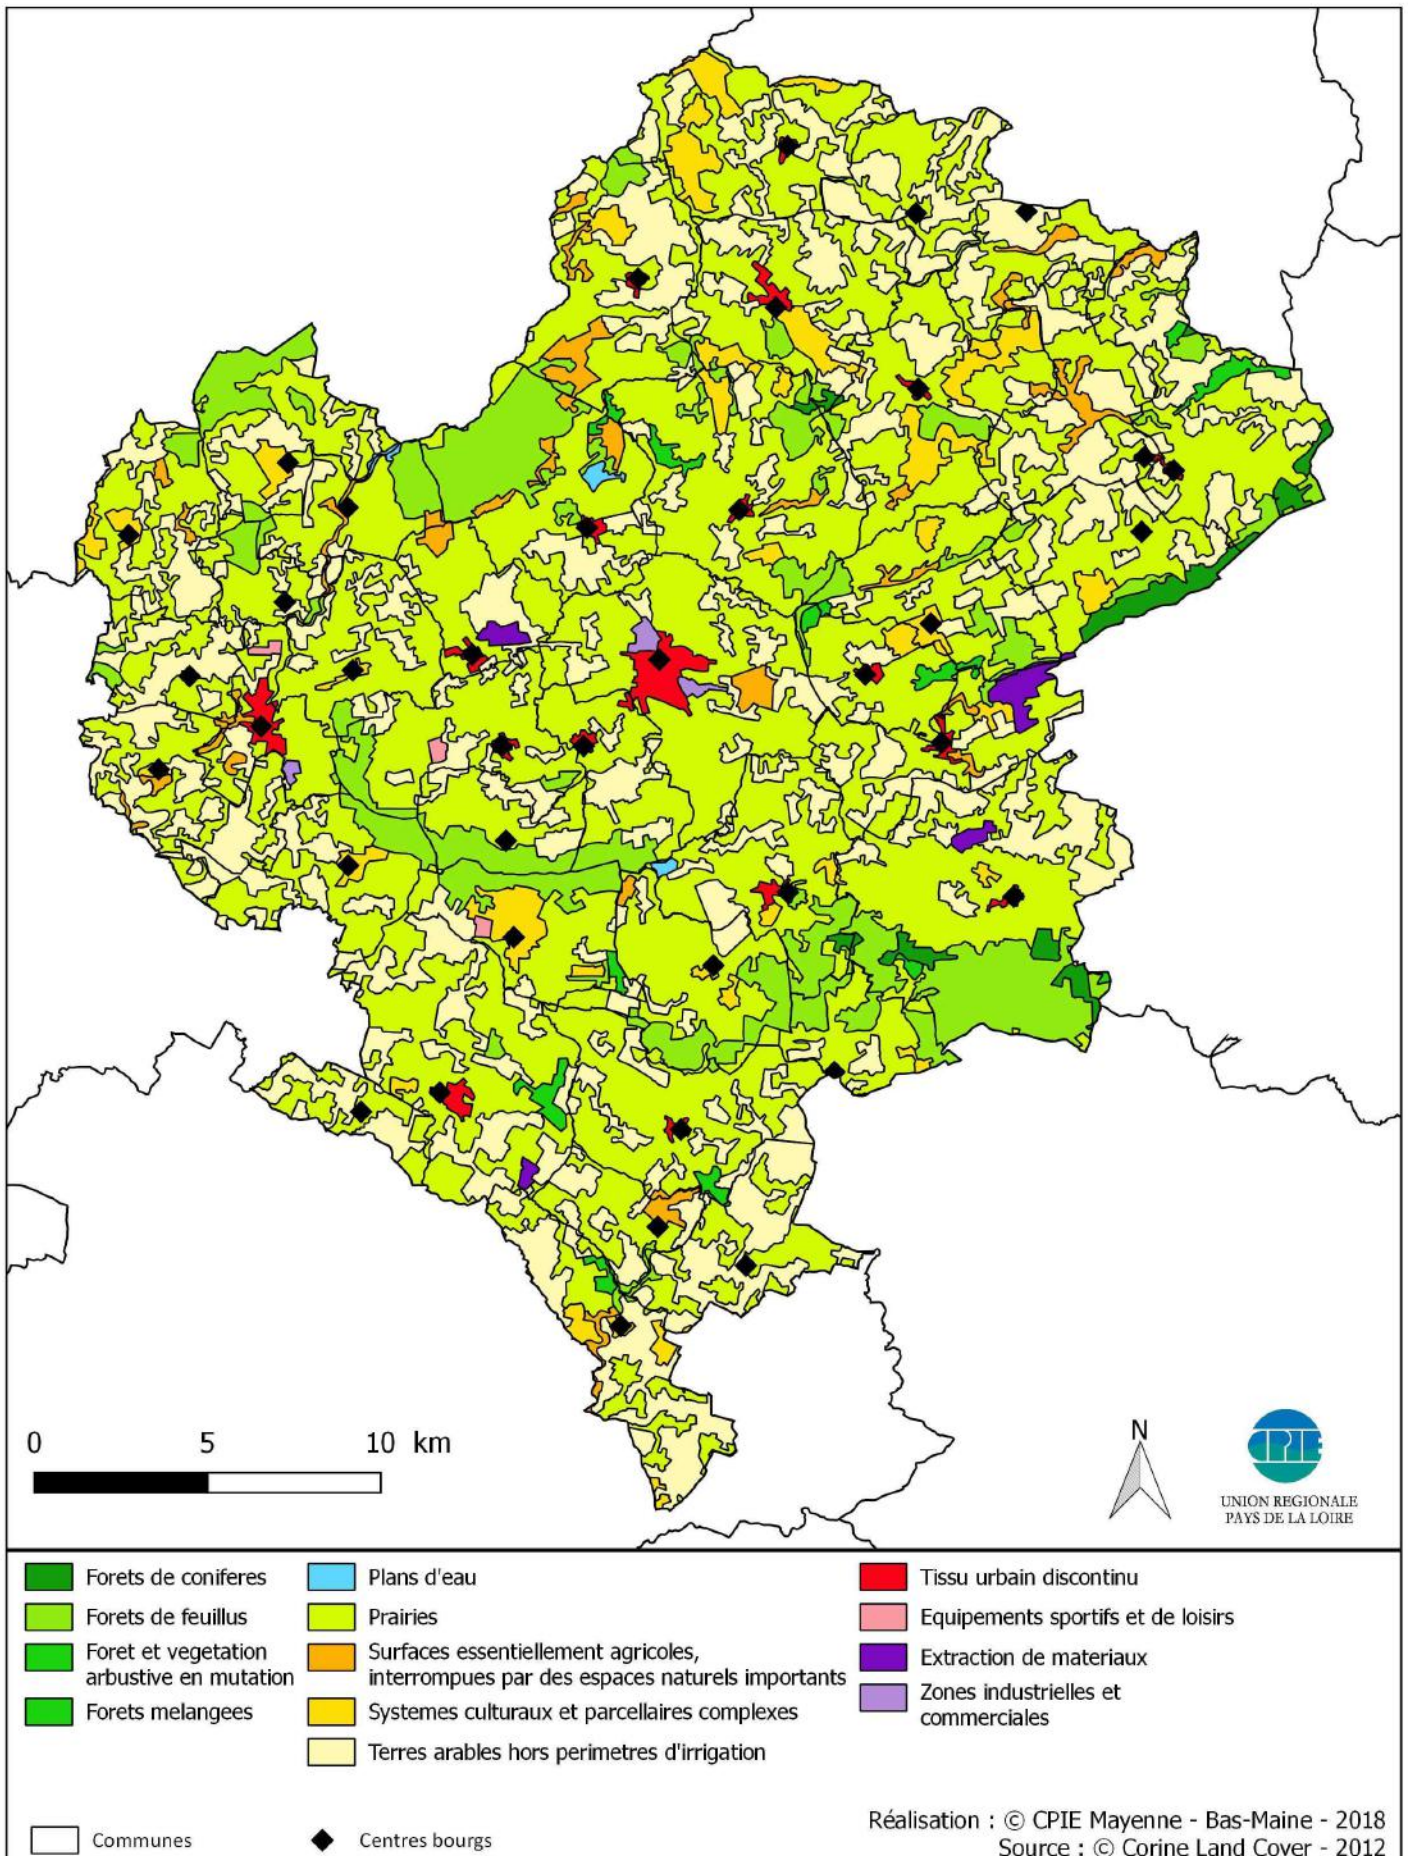 0 5 10 km
N
CPIE
UNION REGIONALE
PAYS DE LA LOIRE
Forets de coniferes
Forets de feuillus
Foret et vegetation
arbustive en mutation
Forets melangees
Plans d'eau
Prairies
Surfaces essentiellement agricoles,
interrompues par des espaces naturels importants
Systemes culturaux et parcellaires complexes
Terres arables hors perimetres d'irrigation
Tissu urbain discontinu
Equipements sportifs et de loisirs
Extraction de materiaux
Zones industrielles et
commerciales
Communes
Centres bourgs
Réalisation : © CPIE Mayenne - Bas-Maine - 2018
Source : © Corine Land Cover - 2012